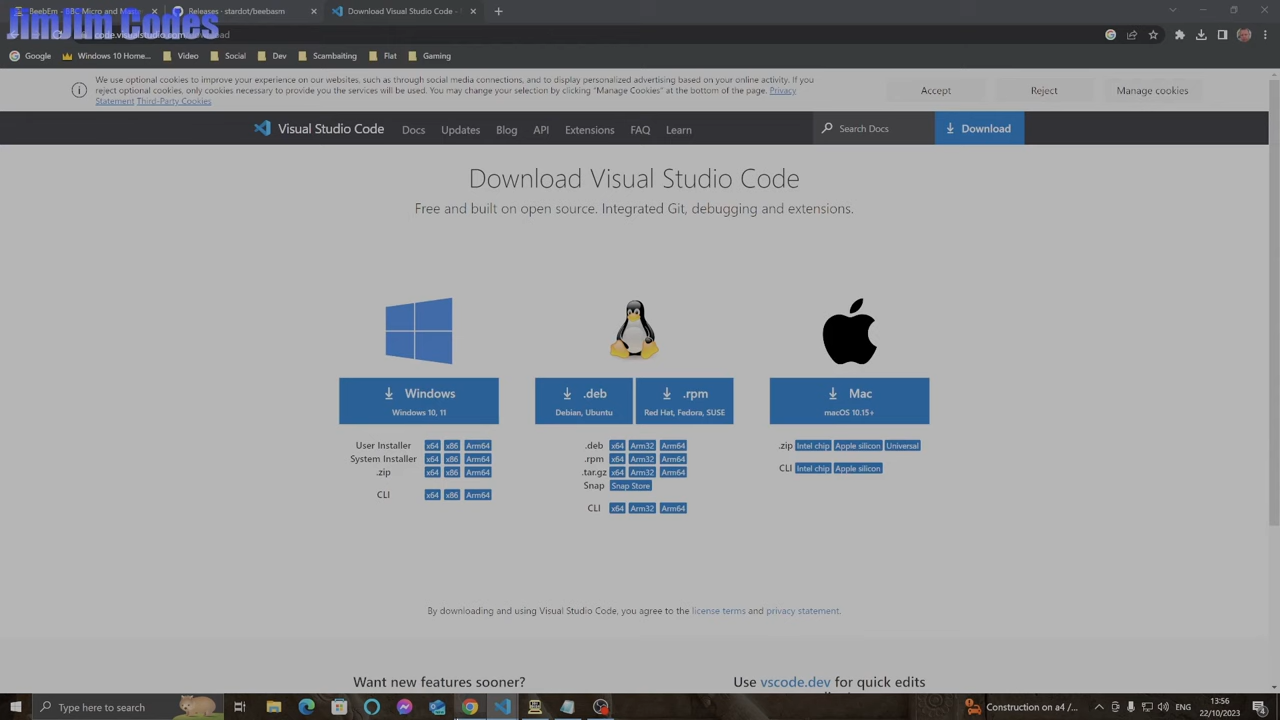 JimJim Codes
BeebEm - BBC Micro and Mas
Releases · stardot/beebasm
Download Visual Studio Code -
code.visualstudio.com/download
Google
Windows 10 Home...
Video
Social
Dev
Scambaiting
Flat
Gaming
We use optional cookies to improve your experience on our websites, such as through social media connections, and to display personalized advertising based on your online activity. If you
reject optional cookies, only cookies necessary to provide you the services will be used. You may change your selection by clicking "Manage Cookies" at the bottom of the page. Privacy
Statement Third-Party Cookies
Accept
Reject
Manage cookies
Visual Studio Code
Docs
Updates
Blog
API
Extensions
FAQ
Learn
Search Docs
Download
Download Visual Studio Code
Free and built on open source. Integrated Git, debugging and extensions.
Windows
Windows 10, 11
User Installer x64 x86 Arm64
System Installer x64 x86 Arm64
.zip x64 x86 Arm64
CLI x64 x86 Arm64
.deb
Debian, Ubuntu
.rpm
Red Hat, Fedora, SUSE
.deb x64 Arm32 Arm64
.rpm x64 Arm32 Arm64
.tar.gz x64 Arm32 Arm64
Snap Snap Store
CLI x64 Arm32 Arm64
Mac
macOS 10.15+
.zip Intel chip Apple silicon Universal
CLI Intel chip Apple silicon
By downloading and using Visual Studio Code, you agree to the license terms and privacy statement.
Want new features sooner?
Use vscode.dev for quick edits
Type here to search
Construction on a4 / ...
ENG
13:56
22/10/2023